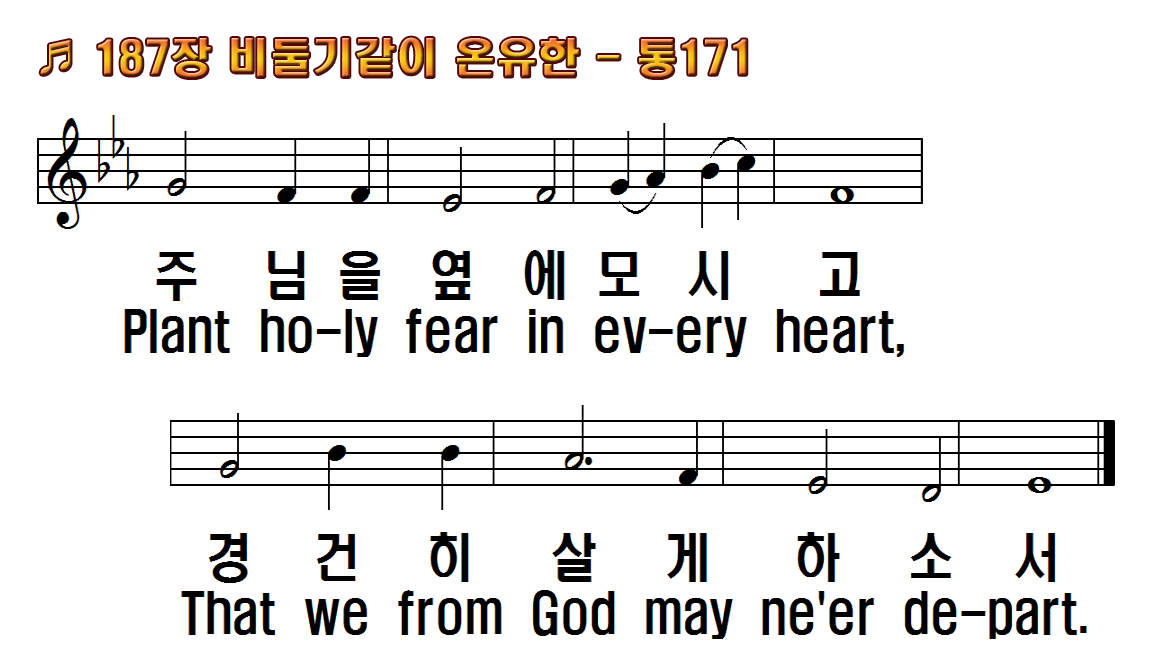 187장 비둘기같이 온유한 - 통171
주 님 을 옆 에 모 시 고
Plant ho-ly fear in ev-ery heart,
경 건 히 살 게 하 소 서
That we from God may ne'er de-part.